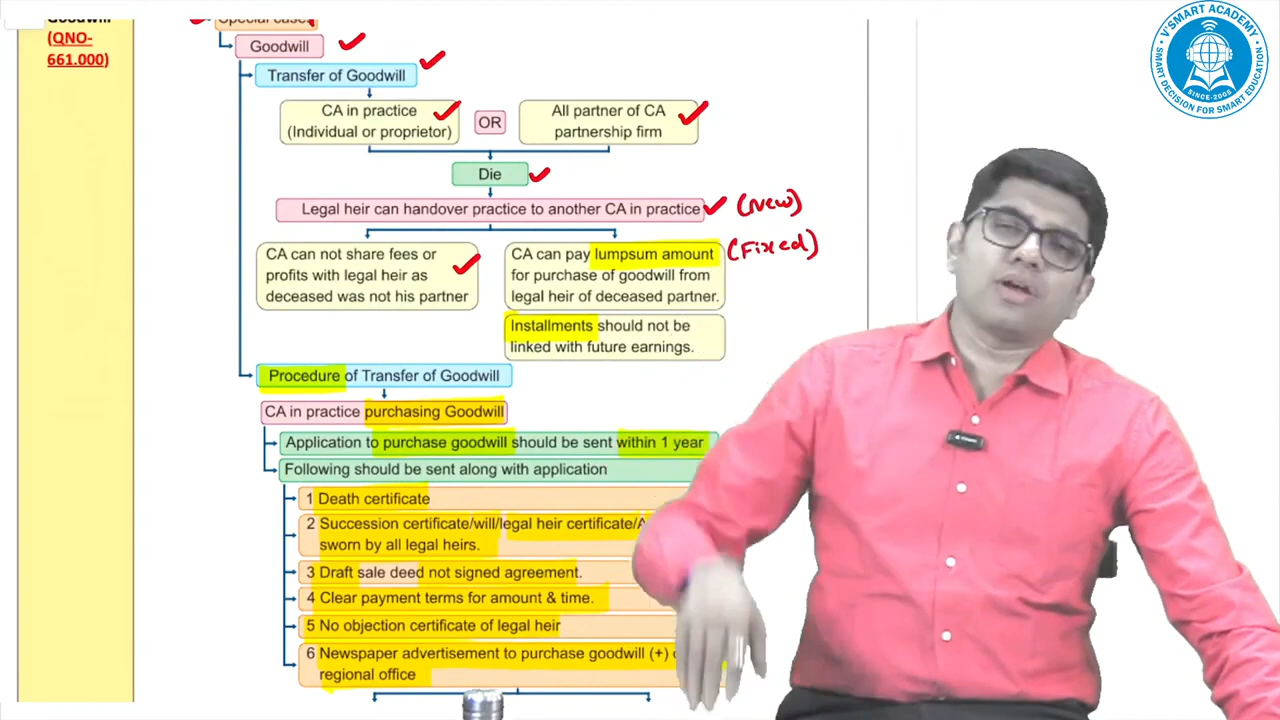 Goodwill
(QNO-
661.000)
Special cases
Goodwill
Transfer of Goodwill
CA in practice
(Individual or proprietor)
OR
All partner of CA
partnership firm
Die
Legal heir can handover practice to another CA in practice
(New)
CA can not share fees or
profits with legal heir as
deceased was not his partner
CA can pay lumpsum amount
for purchase of goodwill from
legal heir of deceased partner.
(Fixed)
Installments should not be
linked with future earnings.
Procedure of Transfer of Goodwill
CA in practice purchasing Goodwill
Application to purchase goodwill should be sent within 1 year
Following should be sent along with application
1 Death certificate
2 Succession certificate/will/legal heir certificate/
sworn by all legal heirs.
3 Draft sale deed not signed agreement.
4 Clear payment terms for amount & time.
5 No objection certificate of legal heir
6 Newspaper advertisement to purchase goodwill (+)
regional office
V'SMART ACADEMY
SINCE-2005
SMART DECISION FOR SMART EDUCATION